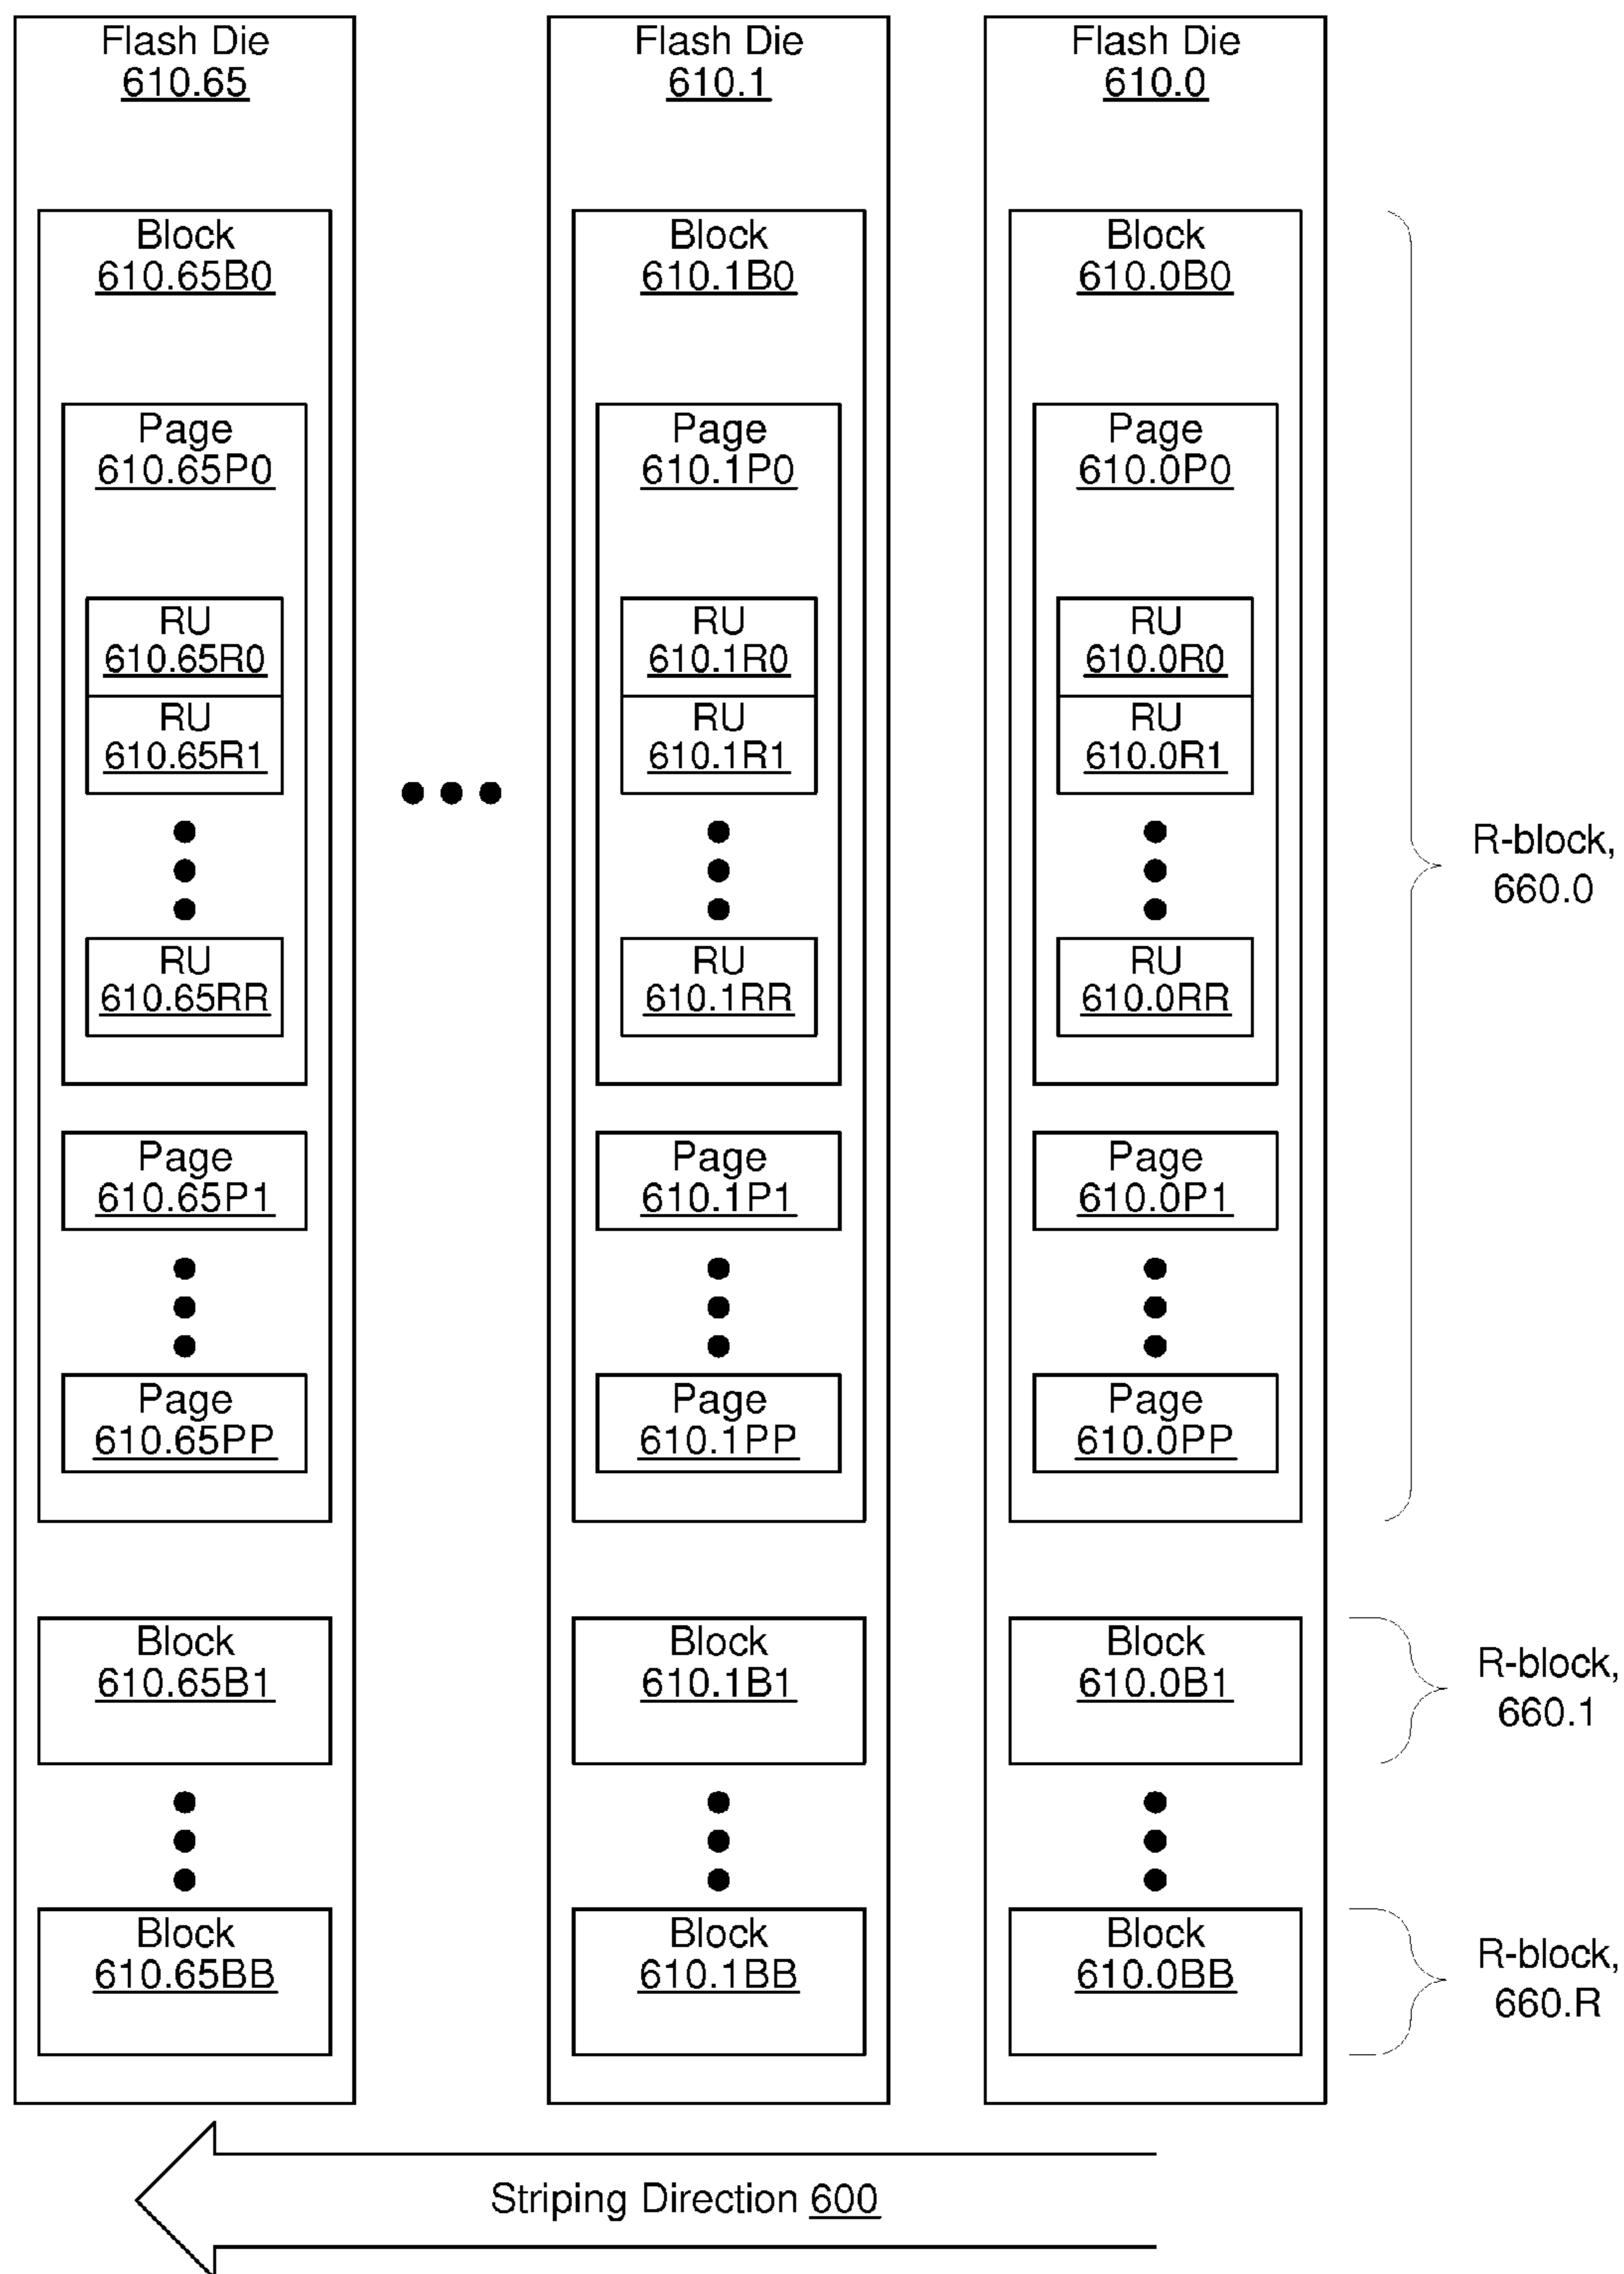 Flash Die
610.65
Flash Die
610.1
Flash Die
610.0
Block
610.65B0
Block
610.1B0
Block
610.0B0
Page
610.65P0
Page
610.1P0
Page
610.0P0
RU
610.65R0
RU
610.1R0
RU
610.0R0
RU
610.65R1
RU
610.1R1
RU
610.0R1
R-block,
660.0
RU
610.65RR
RU
610.1RR
RU
610.0RR
Page
610.65P1
Page
610.1P1
Page
610.0P1
Page
610.65PP
Page
610.1PP
Page
610.0PP
Block
610.65B1
Block
610.1B1
Block
610.0B1
R-block,
660.1
Block
610.65BB
Block
610.1BB
Block
610.0BB
R-block,
660.R
Striping Direction 600